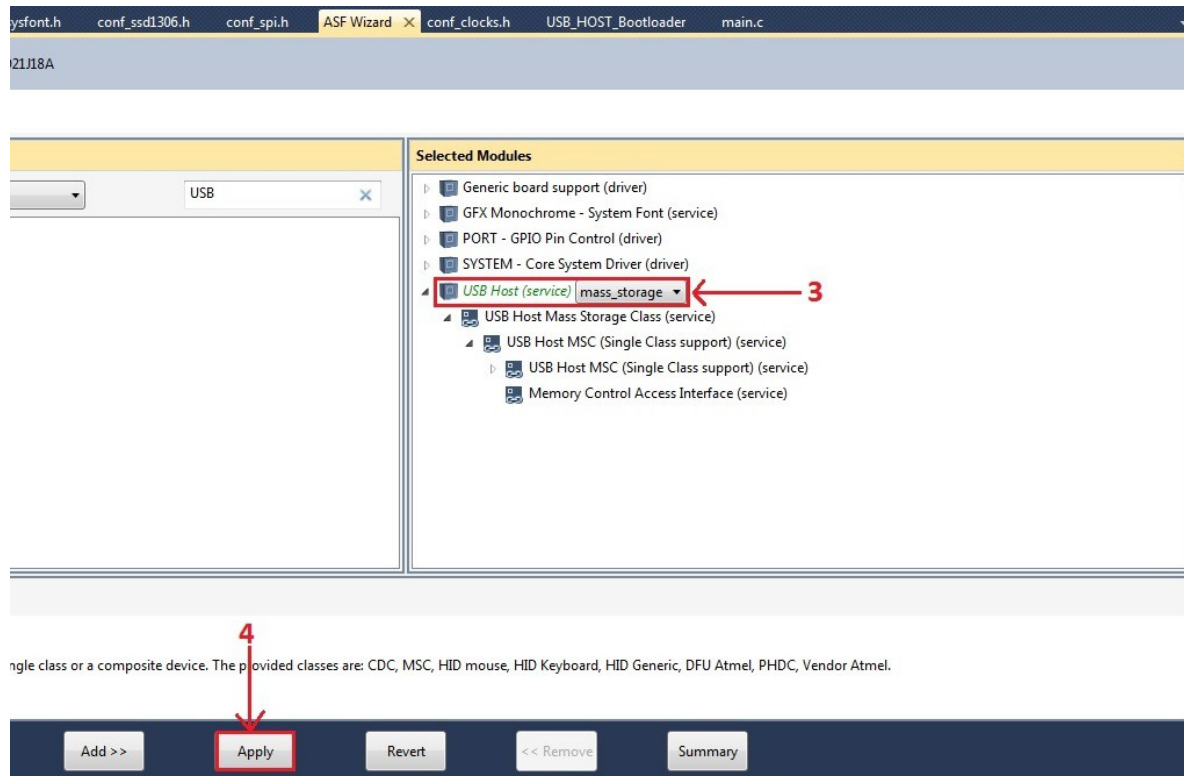 ysfont.h conf_ssd1306.h conf_spi.h ASF Wizard conf_clocks.h USB_HOST_Bootloader main.c
21J18A
Selected Modules
USB
Generic board support (driver)
GFX Monochrome - System Font (service)
PORT - GPIO Pin Control (driver)
SYSTEM - Core System Driver (driver)
USB Host (service) mass_storage 3
USB Host Mass Storage Class (service)
USB Host MSC (Single Class support) (service)
USB Host MSC (Single Class support) (service)
Memory Control Access Interface (service)
4
ngle class or a composite device. The provided classes are: CDC, MSC, HID mouse, HID Keyboard, HID Generic, DFU Atmel, PHDC, Vendor Atmel.
Add >> Apply Revert << Remove Summary